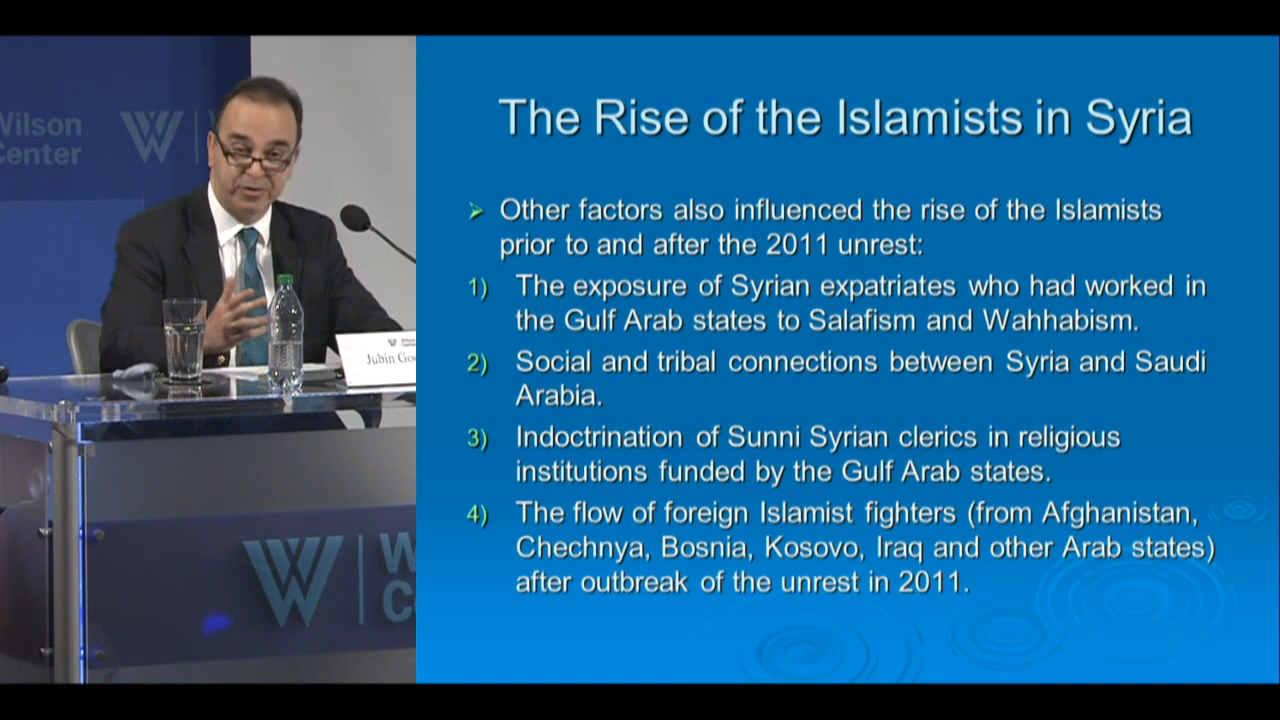 Wilson
Center
W
Jubin
W
The Rise of the Islamists in Syria
Other factors also influenced the rise of the Islamists
prior to and after the 2011 unrest:
1) The exposure of Syrian expatriates who had worked in
the Gulf Arab states to Salafism and Wahhabism.
2) Social and tribal connections between Syria and Saudi
Arabia.
3) Indoctrination of Sunni Syrian clerics in religious
institutions funded by the Gulf Arab states.
4) The flow of foreign Islamist fighters (from Afghanistan,
Chechnya, Bosnia, Kosovo, Iraq and other Arab states)
after outbreak of the unrest in 2011.